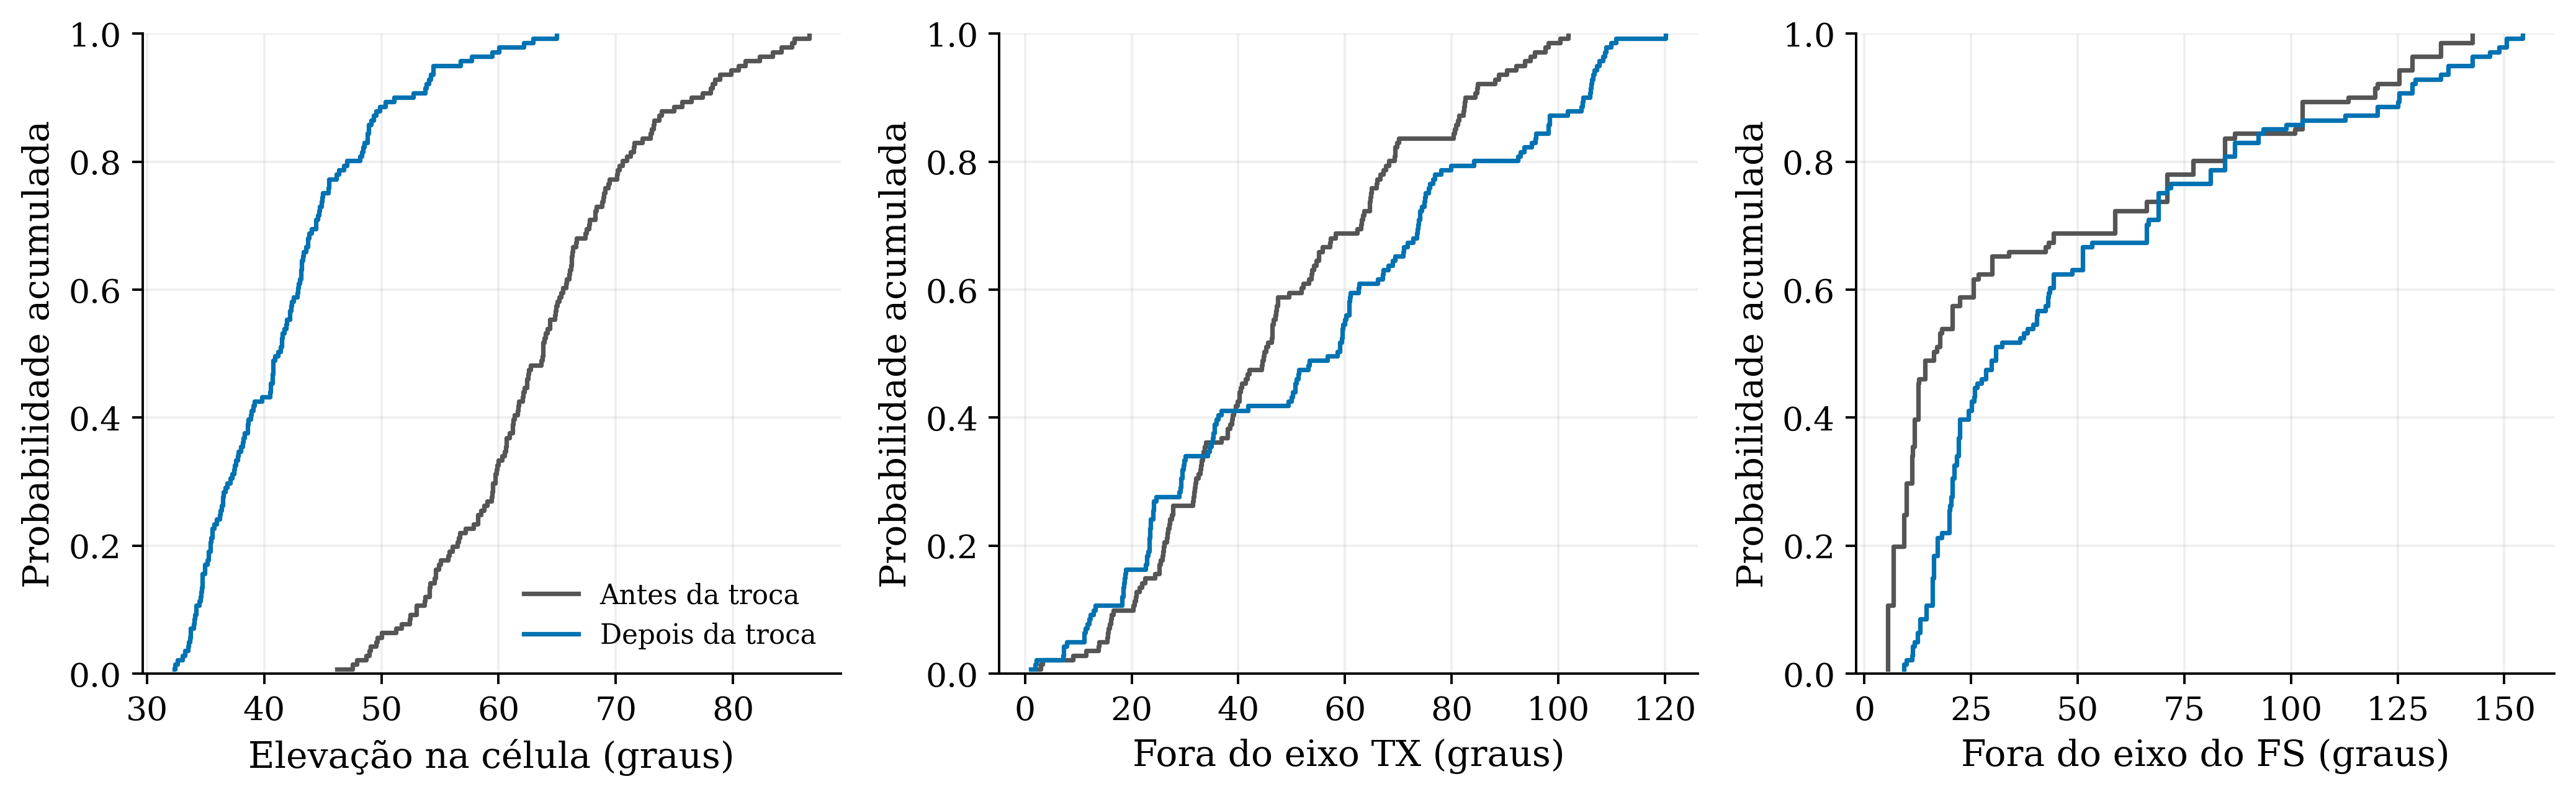 Probabilidade acumulada
1.0
0.8
0.6
0.4
0.2
0.0
30 40 50 60 70 80
Elevação na célula (graus)
Antes da troca
Depois da troca
Probabilidade acumulada
1.0
0.8
0.6
0.4
0.2
0.0
0 20 40 60 80 100 120
Fora do eixo TX (graus)
Probabilidade acumulada
1.0
0.8
0.6
0.4
0.2
0.0
0 25 50 75 100 125 150
Fora do eixo do FS (graus)